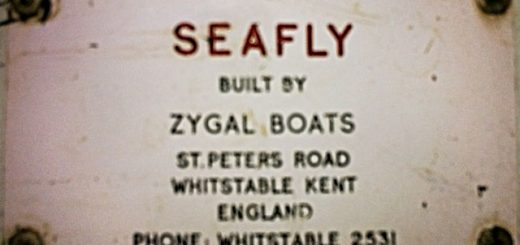 SEAFLY
BUILT BY
ZYGAL BOATS
ST. PETERS ROAD
WHITSTABLE KENT
ENGLAND
PHONE: WHITSTABLE 2531